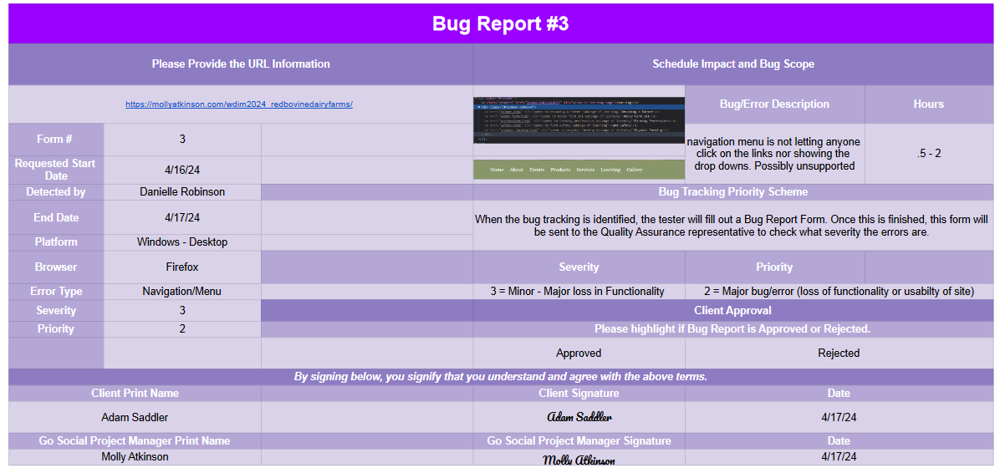 Bug Report #3
Please Provide the URL Information
Schedule Impact and Bug Scope
https://mollyatkinson.com/wdim2024_redbovinedairyfarms/
Bug/Error Description
Hours
Form #
3
navigation menu is not letting anyone
click on the links nor showing the
drop downs. Possibly unsupported
.5 - 2
Requested Start
Date
4/16/24
Home About Events Products Services Learning Gallery
Detected by
Danielle Robinson
Bug Tracking Priority Scheme
End Date
4/17/24
When the bug tracking is identified, the tester will fill out a Bug Report Form. Once this is finished, this form will
be sent to the Quality Assurance representative to check what severity the errors are.
Platform
Windows - Desktop
Browser
Firefox
Severity
Priority
Error Type
Navigation/Menu
3 = Minor - Major loss in Functionality
2 = Major bug/error (loss of functionality or usabilty of site)
Severity
3
Client Approval
Priority
2
Please highlight if Bug Report is Approved or Rejected.
Approved
Rejected
By signing below, you signify that you understand and agree with the above terms.
Client Print Name
Client Signature
Date
Adam Saddler
Adam Saddler
4/17/24
Go Social Project Manager Print Name
Go Social Project Manager Signature
Date
Molly Atkinson
Molly Atkinson
4/17/24